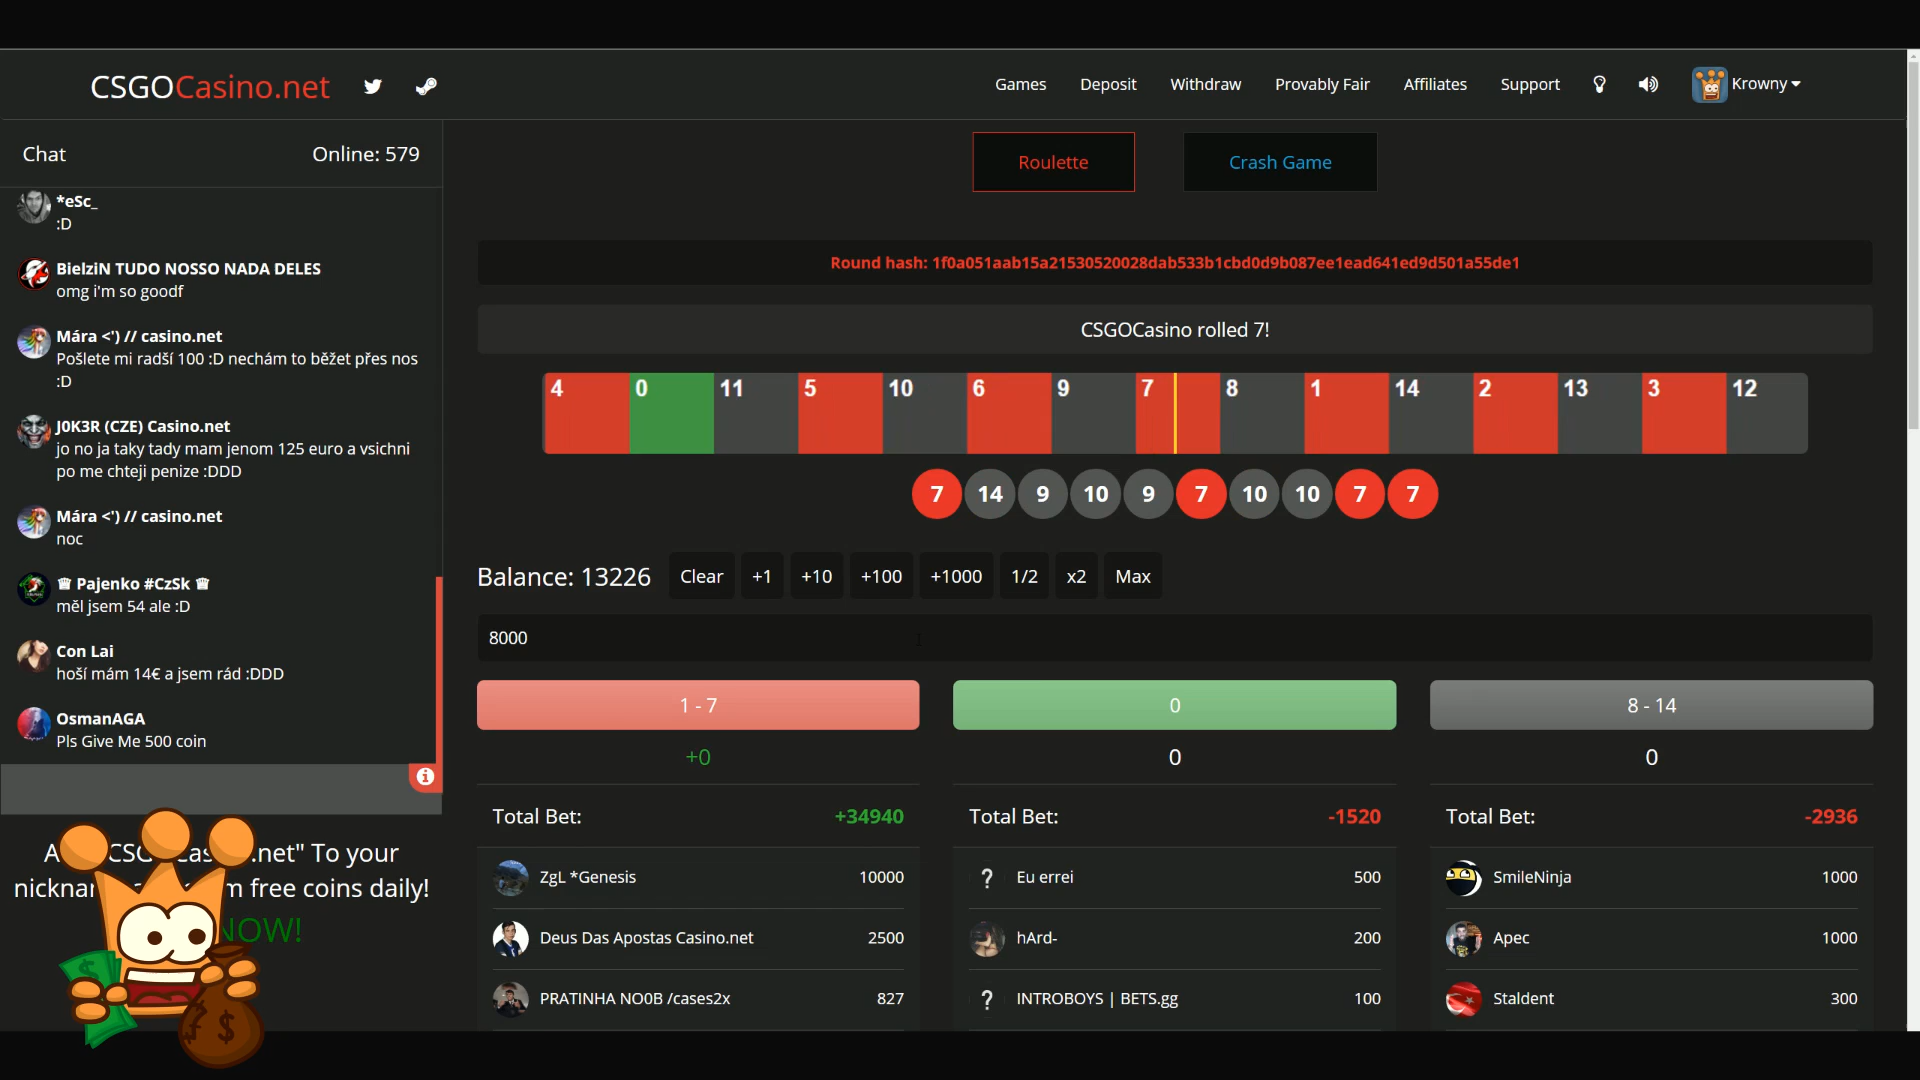 CSGOCasino.net
Games Deposit Withdraw Provably Fair Affiliates Support Krowny
Chat Online: 579
*eSc_
:D
BielziN TUDO NOSSO NADA DELES
omg i'm so goodf
Mára <') // casino.net
Pošlete mi radší 100 :D nechám to běžet přes nos
:D
J0K3R (CZE) Casino.net
jo no ja taky tady mam jenom 125 euro a vsichni
po me chteji penize :DDD
Mára <') // casino.net
noc
♛ Pajenko #CzSk ♛
měl jsem 54 ale :D
Con Lai
hoší mám 14€ a jsem rád :DDD
OsmanAGA
Pls Give Me 500 coin
.net" To your
free coins daily!
NOW!
Roulette Crash Game
Round hash: 1f0a051aab15a21530520028dab533b1cbd0d9b087ee1ead641ed9d501a55de1
CSGOCasino rolled 7!
4 0 11 5 10 6 9 7 8 1 14 2 13 3 12
7 14 9 10 9 7 10 10 7 7
Balance: 13226 Clear +1 +10 +100 +1000 1/2 x2 Max
8000
1 - 7 0 8 - 14
+0 0 0
Total Bet: +34940 Total Bet: -1520 Total Bet: -2936
ZgL *Genesis 10000 ? Eu errei 500 SmileNinja 1000
Deus Das Apostas Casino.net 2500 hArd- 200 Apec 1000
PRATINHA NO0B /cases2x 827 ? INTROBOYS | BETS.gg 100 Staldent 300